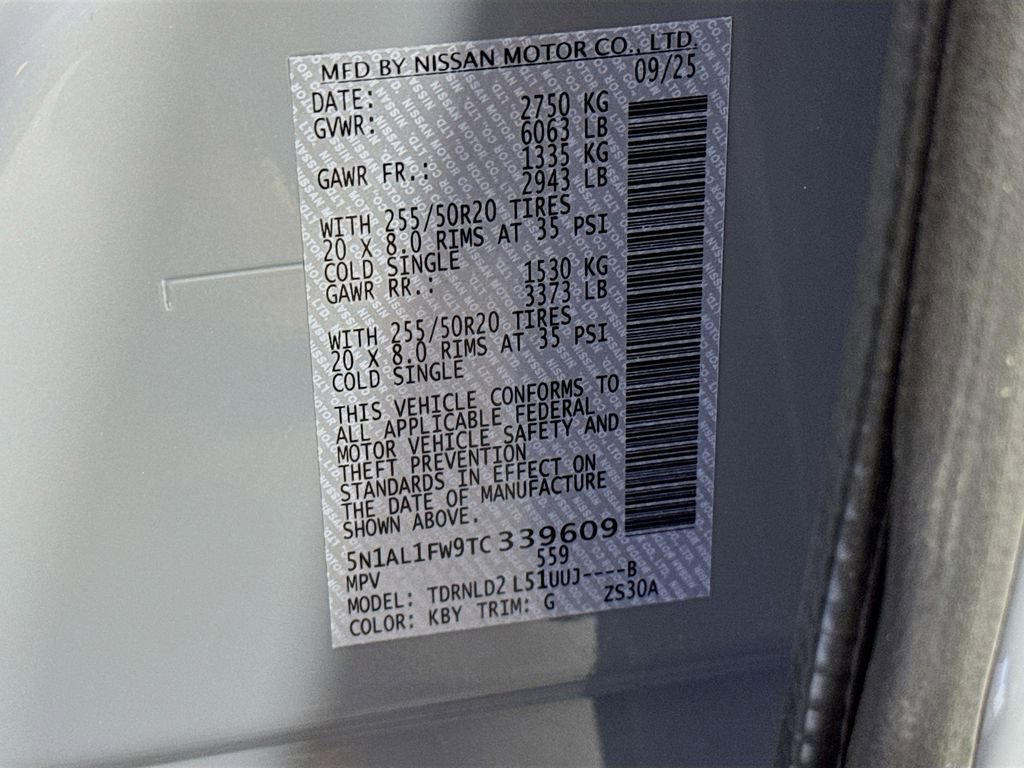 MFD BY NISSAN MOTOR CO., LTD.
DATE: 09/25
GVWR: 2750 KG
6063 LB
GAWR FR.: 1335 KG
2943 LB
WITH 255/50R20 TIRES
20 X 8.0 RIMS AT 35 PSI
COLD SINGLE
GAWR RR.: 1530 KG
3373 LB
WITH 255/50R20 TIRES
20 X 8.0 RIMS AT 35 PSI
COLD SINGLE
THIS VEHICLE CONFORMS TO
ALL APPLICABLE FEDERAL
MOTOR VEHICLE SAFETY AND
THEFT PREVENTION
STANDARDS IN EFFECT ON
THE DATE OF MANUFACTURE
SHOWN ABOVE.
5N1AL1FW9TC339609
MPV 559
MODEL: TDRNLD2 L51UUJ----B
COLOR: KBY TRIM: G ZS30A